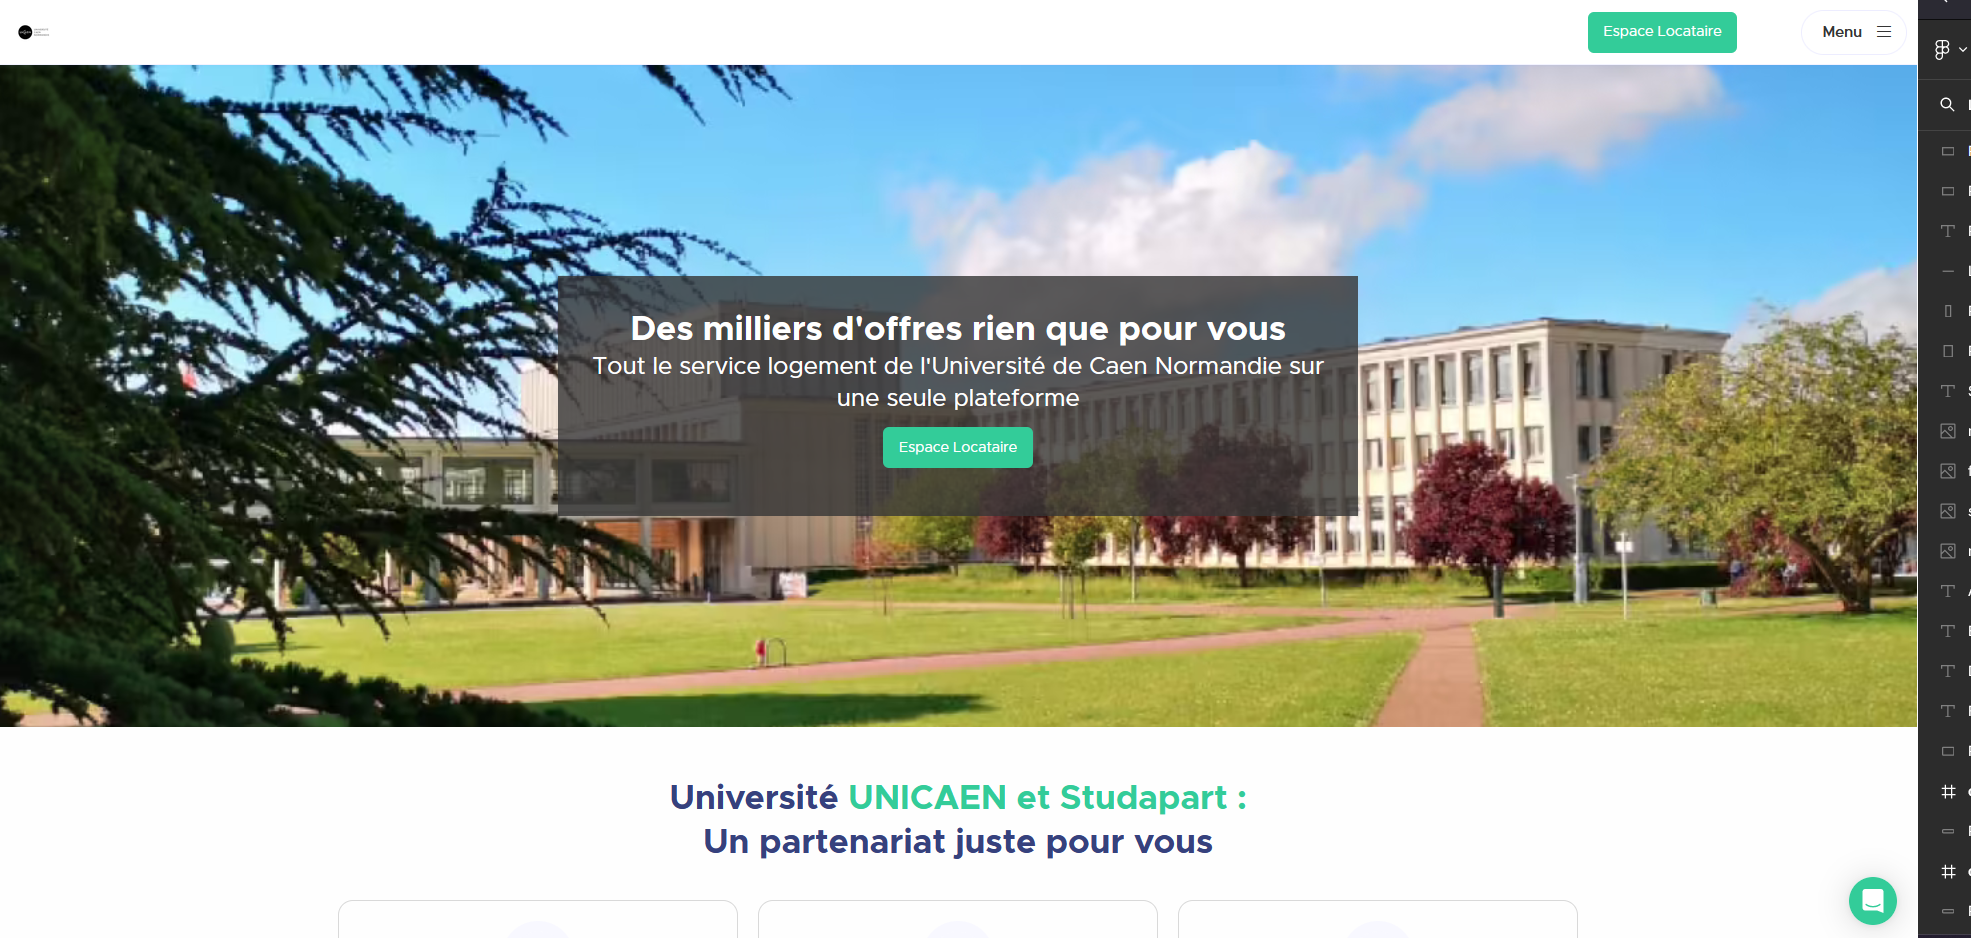 Espace Locataire
Menu
Des milliers d'offres rien que pour vous
Tout le service logement de l'Université de Caen Normandie sur
une seule plateforme
Espace Locataire
Université UNICAEN et Studapart :
Un partenariat juste pour vous